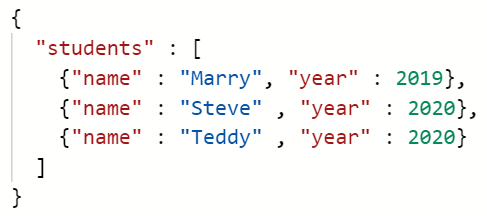 {
"students" : [
{"name" : "Marry", "year" : 2019},
{"name" : "Steve" , "year" : 2020},
{"name" : "Teddy" , "year" : 2020}
]
}